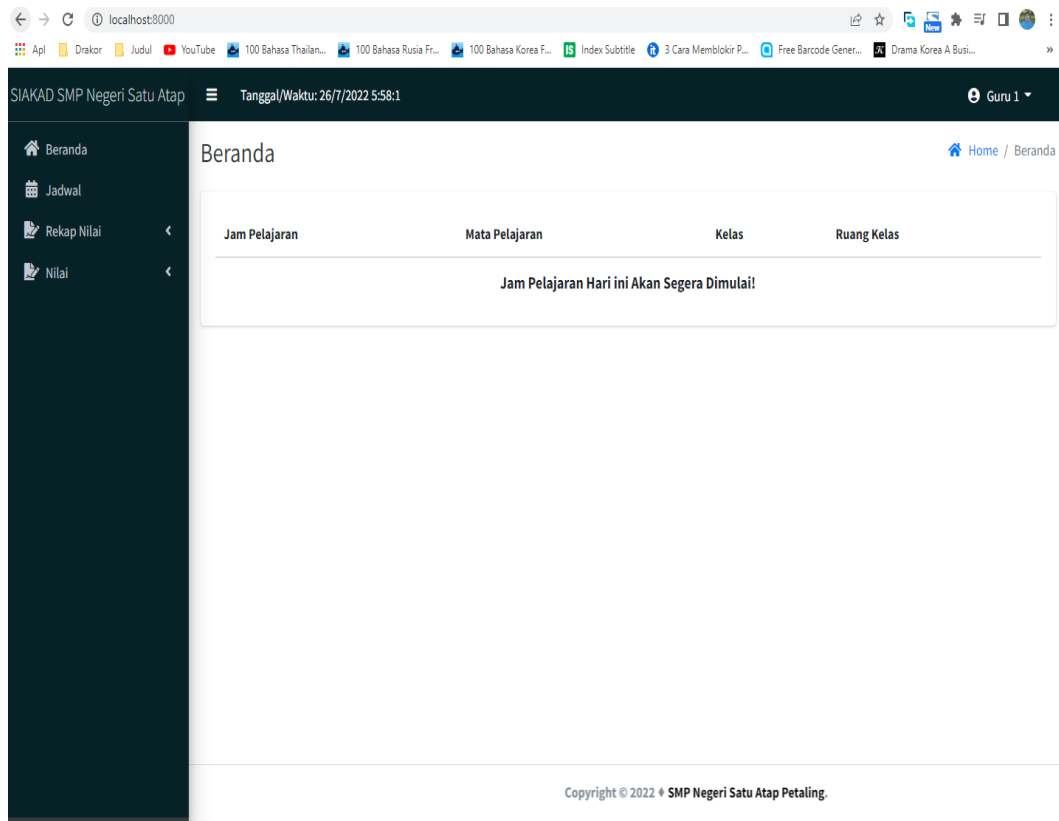 localhost:8000
New
Apl Drakor Judul YouTube 100 Bahasa Thailan... 100 Bahasa Rusia Fr... 100 Bahasa Korea F... IS Index Subtitle it 3 Cara Memblokir P... Free Barcode Gener... K Drama Korea A Busi... »
SIAKAD SMP Negeri Satu Atap Tanggal/Waktu: 26/7/2022 5:58:1 Guru 1
Beranda
Jadwal
Rekap Nilai
Nilai
Beranda Home / Beranda
Jam Pelajaran Mata Pelajaran Kelas Ruang Kelas
Jam Pelajaran Hari ini Akan Segera Dimulai!
Copyright © 2022 ♦ SMP Negeri Satu Atap Petaling.